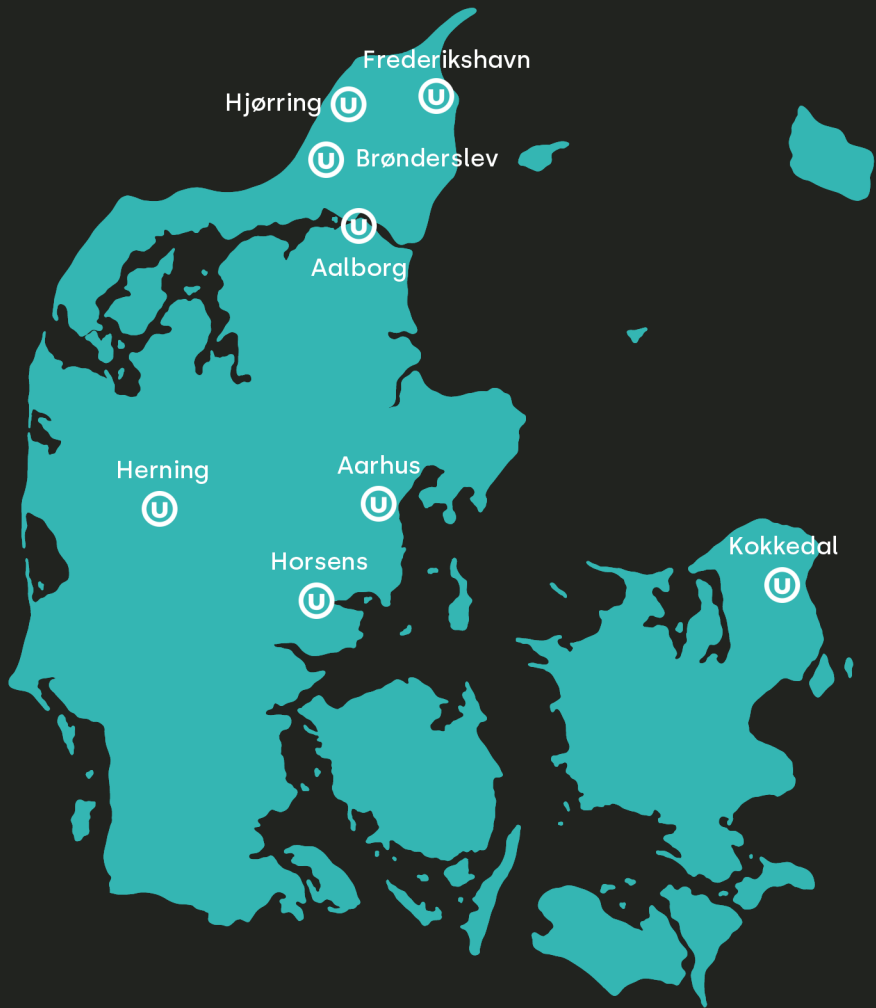 Frederikshavn
Hjørring
U
U
U
Brønderslev
U
Aalborg
Herning
Aarhus
U
U
Horsens
U
Kokkedal
U